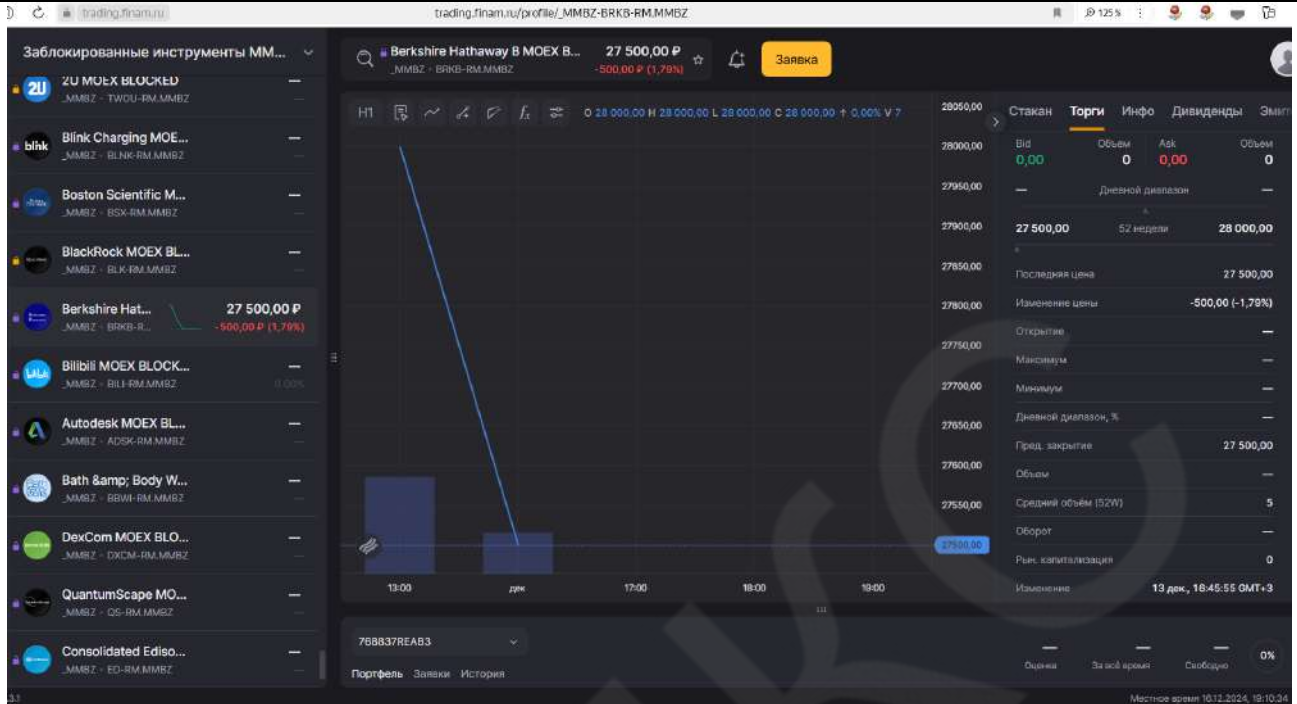 trading.finam.ru
trading.finam.ru/profile/_MMBZ-BRKB-RM.MMBZ
125 %
Заблокированные инструменты ММ...
2U MOEX BLOCKED
—
_MMBZ - TWOU-RM.MMBZ
Blink Charging MOE...
—
_MMBZ - BLNK-RM.MMBZ
Boston Scientific M...
—
_MMBZ - BSX-RM.MMBZ
BlackRock MOEX BL...
—
_MMBZ - BLK-RM.MMBZ
Berkshire Hat...
27 500,00 ₽
_MMBZ - BRKB-R...
-500,00 ₽ (1,79%)
Bilibili MOEX BLOCK...
—
_MMBZ - BILI-RM.MMBZ
0,00%
Autodesk MOEX BL...
—
_MMBZ - ADSK-RM.MMBZ
Bath &amp; Body W...
—
_MMBZ - BBWI-RM.MMBZ
DexCom MOEX BLO...
—
_MMBZ - DXCM-RM.MMBZ
QuantumScape MO...
—
_MMBZ - QS-RM.MMBZ
Consolidated Ediso...
—
_MMBZ - ED-RM.MMBZ
Berkshire Hathaway B MOEX B...
27 500,00 ₽
_MMBZ - BRKB-RM.MMBZ
-500,00 ₽ (1,79%)
Заявка
H1
O 28 000,00 H 28 000,00 L 28 000,00 C 28 000,00 ↑ 0,00% V 7
28050,00
28000,00
27950,00
27900,00
27850,00
27800,00
27750,00
27700,00
27650,00
27600,00
27550,00
27500,00
13:00 дек 17:00 18:00 19:00
Стакан Торги Инфо Дивиденды
Bid Объем Ask Объем
0,00 0 0,00 0
— Дневной диапазон —
27 500,00 52 недели 28 000,00
Последняя цена 27 500,00
Изменение цены -500,00 (-1,79%)
Открытие —
Максимум —
Минимум —
Дневной диапазон, % —
Пред. закрытие 27 500,00
Объем —
Средний объём (52W) 5
Оборот —
Рын. капитализация 0
Изменение 13 дек., 16:45:55 GMT+3
768837REAB3
Портфель Заявки История
— — —
Оценка За всё время Свободно
0%
Местное время 16.12.2024, 19:10:34